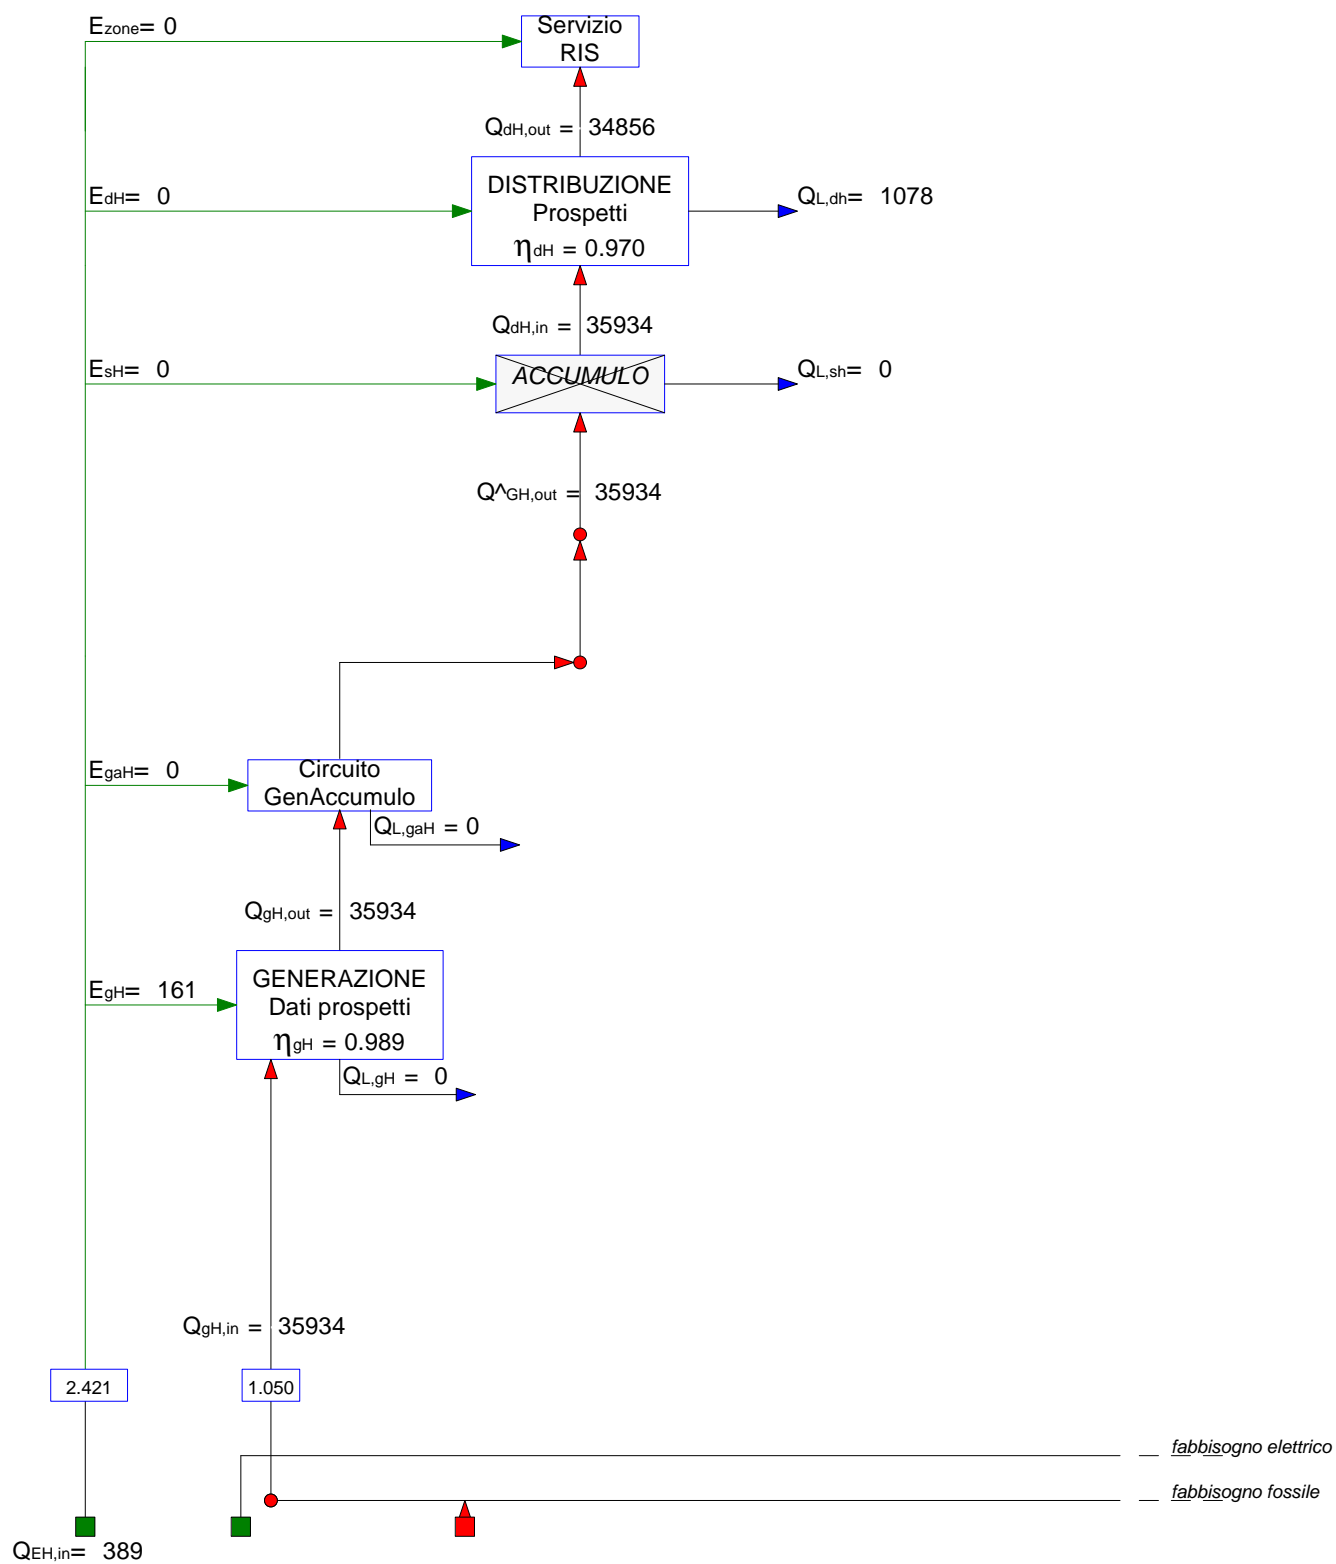 Ezone= 0
Servizio
RIS
QdH,out = 34856
EdH= 0
DISTRIBUZIONE
Prospetti
ηdH = 0.970
QL,dh= 1078
QdH,in = 35934
EsH= 0
ACCUMULO
QL,sh= 0
Q^GH,out = 35934
EgaH= 0
Circuito
GenAccumulo
QL,gaH = 0
QgH,out = 35934
EgH= 161
GENERAZIONE
Dati prospetti
ηgH = 0.989
QL,gH = 0
QgH,in = 35934
2.421
1.050
fabbisogno elettrico
fabbisogno fossile
QEH,in= 389